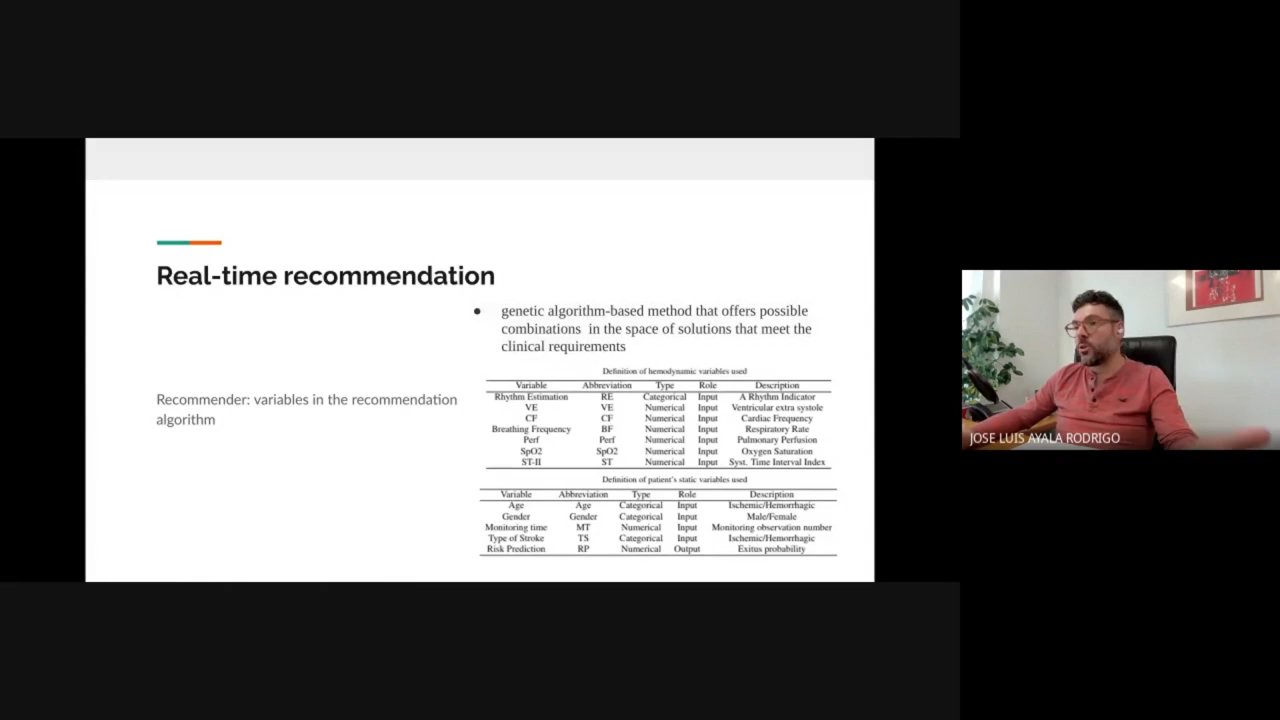 Real-time recommendation
Recommender: variables in the recommendation
algorithm
● genetic algorithm-based method that offers possible
combinations in the space of solutions that meet the
clinical requirements
Definition of hemodynamic variables used
Variable Abbreviation Type Role Description
Rhythm Estimation RE Categorical Input A Rhythm Indicator
VE VE Numerical Input Ventricular extra systole
CF CF Numerical Input Cardiac Frequency
Breathing Frequency BF Numerical Input Respiratory Rate
Perf Perf Numerical Input Pulmonary Perfusion
SpO2 SpO2 Numerical Input Oxygen Saturation
ST-II ST Numerical Input Syst. Time Interval Index
Definition of patient's static variables used
Variable Abbreviation Type Role Description
Age Age Categorical Input Ischemic/Hemorrhagic
Gender Gender Categorical Input Male/Female
Monitoring time MT Numerical Input Monitoring observation number
Type of Stroke TS Categorical Input Ischemic/Hemorrhagic
Risk Prediction RP Numerical Output Exitus probability
JOSE LUIS AYALA RODRIGO